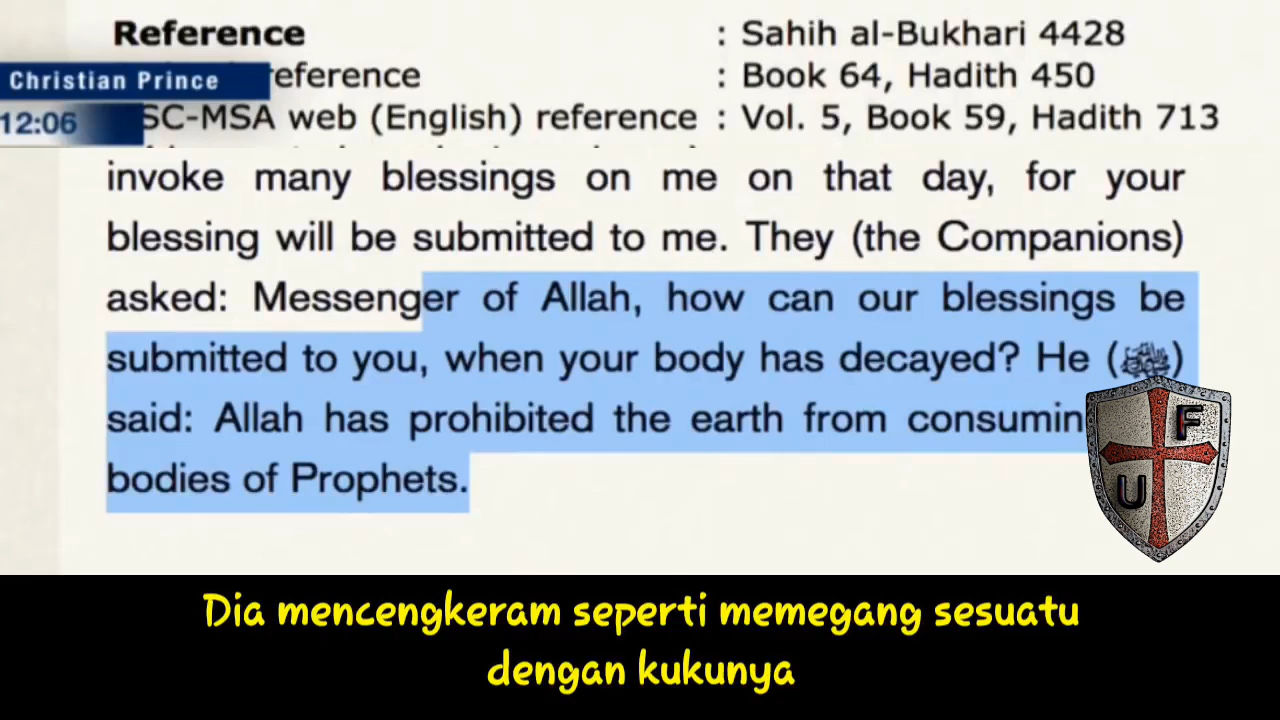 Reference : Sahih al-Bukhari 4428
Christian Prince reference : Book 64, Hadith 450
12:06 SC-MSA web (English) reference : Vol. 5, Book 59, Hadith 713
invoke many blessings on me on that day, for your
blessing will be submitted to me. They (the Companions)
asked: Messenger of Allah, how can our blessings be
submitted to you, when your body has decayed? He (ﷺ)
said: Allah has prohibited the earth from consumin
bodies of Prophets.
F
U
Dia mencengkeram seperti memegang sesuatu
dengan kukunya